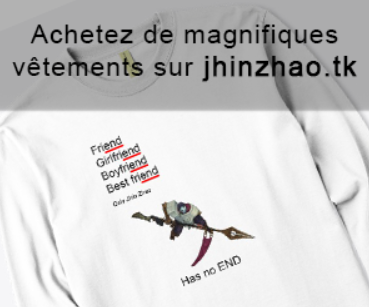 Achetez de magnifiques
vêtements sur jhinzhao.tk
Friend
Girlfriend
Boyfriend
Best friend
Only Jhin Zhao
Has no END